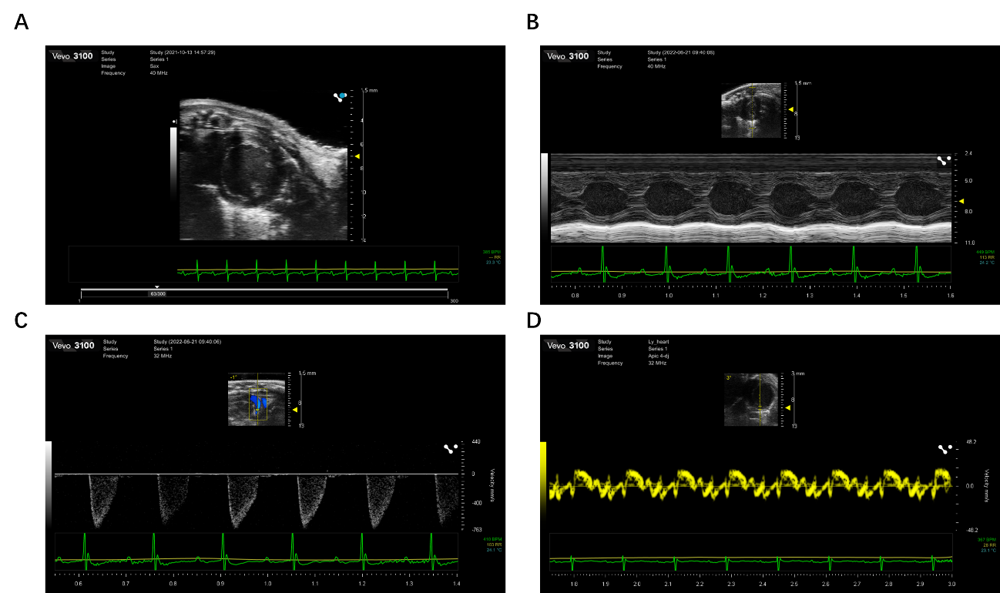 A
Vevo 3100
Study Study (2021-10-13 14:57:29)
Series Series 1
Image Sax
Frequency 40 MHz
1.5 mm
4
6
8
10
12
14
385 BPM
--- RR
23.3 °C
63/300
1 300
B
Vevo 3100
Study Study (2022-06-21 09:40:06)
Series Series 1
Frequency 40 MHz
1.5 mm
8
13
2.4
5.0
8.0
11.0
449 BPM
113 RR
24.2 °C
0.8 0.9 1.0 1.1 1.2 1.3 1.4 1.5 1.6
C
Vevo 3100
Study Study (2022-06-21 09:40:06)
Series Series 1
Frequency 32 MHz
-1°
1.5 mm
8
13
440
0
-400
-763
Velocity mm/s
410 BPM
103 RR
24.1 °C
0.6 0.7 0.8 0.9 1.0 1.1 1.2 1.3 1.4
D
Vevo 3100
Study Ly_heart
Series Series 1
Image Apic 4-dj
Frequency 32 MHz
3°
3 mm
8
13
48.2
0.0
-48.2
Velocity mm/s
367 BPM
28 RR
23.1 °C
1.8 1.9 2.0 2.1 2.2 2.3 2.4 2.5 2.6 2.7 2.8 2.9 3.0